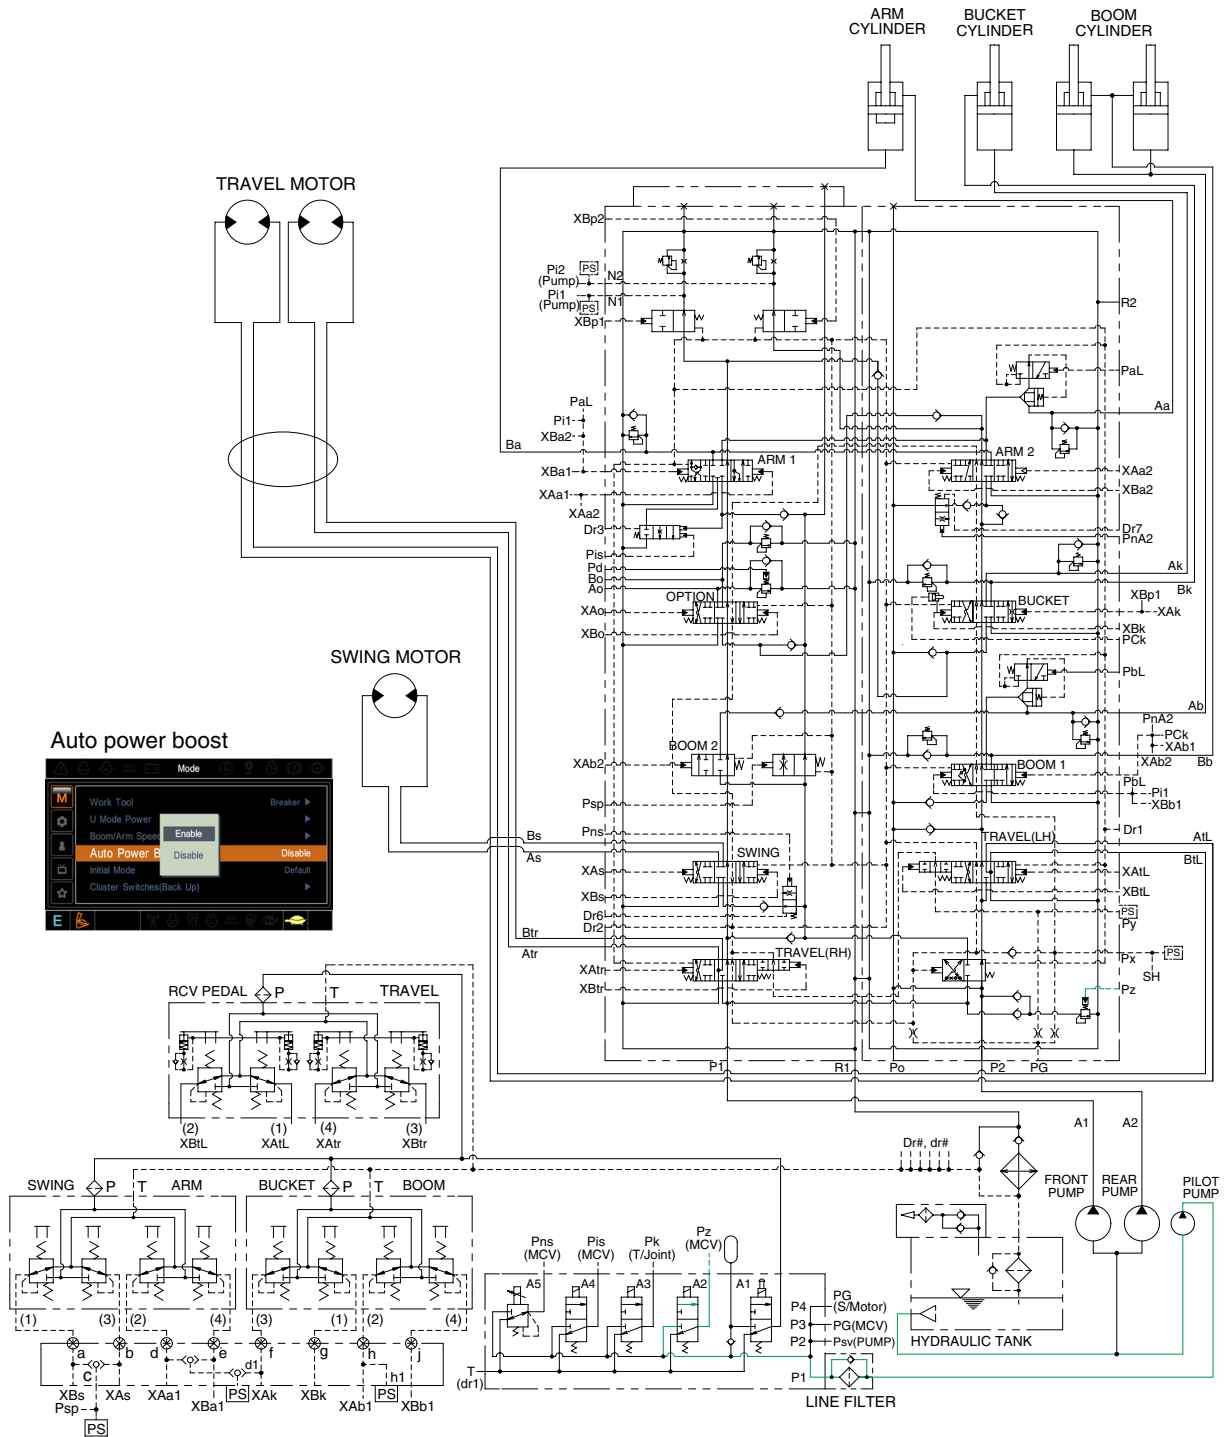 ARM
CYLINDER
BUCKET
CYLINDER
BOOM
CYLINDER
TRAVEL MOTOR
XBp2
Pi2
(Pump)
PS
N2
Pi1
(Pump)
PS
N1
XBp1
R2
PaL
Aa
PaL
Pi1
XBa2
Ba
XBa1
ARM 1
ARM 2
XAa2
XBa2
XAa1
XAa2
Dr3
Dr7
PnA2
Pis
Pd
Bo
Ao
Ak
Bk
OPTION
BUCKET
XAo
XBo
XBp1
XAk
XBk
PCk
SWING MOTOR
PbL
Ab
PnA2
PCk
XAb1
XAb2
Bb
BOOM 2
BOOM 1
XAb2
PbL
Pi1
XBb1
Psp
Pns
Dr1
Bs
As
SWING
TRAVEL(LH)
AtL
BtL
XAs
XBs
XAtL
XBtL
Dr6
Dr2
PS
Py
Btr
Atr
TRAVEL(RH)
XAtr
XBtr
Px
PS
SH
Pz
P1
R1
Po
P2
PG
Auto power boost
Mode
M
Work Tool
Breaker
U Mode Power
Boom/Arm Spee
Enable
Auto Power B
Disable
Disable
Initial Mode
Default
Cluster Switches(Back Up)
E
RCV PEDAL
P
T
TRAVEL
(2)
(1)
(4)
(3)
XBtL
XAtL
XAtr
XBtr
SWING
P
T
ARM
BUCKET
P
T
BOOM
(1)
(3)
(2)
(4)
(3)
(1)
(2)
(4)
a
b
c
d
e
f
d1
g
h
h1
j
XBs
XAs
XAa1
XBa1
PS
XAk
XBk
XAb1
PS
XBb1
Psp
PS
Dr#, dr#
A1
A2
FRONT
PUMP
REAR
PUMP
PILOT
PUMP
HYDRAULIC TANK
Pns
(MCV)
Pis
(MCV)
Pk
(T/Joint)
Pz
(MCV)
A5
A4
A3
A2
A1
T
(dr1)
P4
PG
(S/Motor)
P3
PG(MCV)
P2
Psv(PUMP)
P1
LINE FILTER